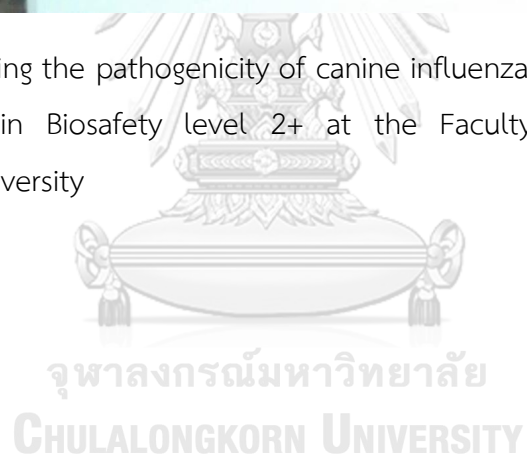 ing the pathogenicity of canine influenza
in Biosafety level 2+ at the Faculty
versity
จุฬาลงกรณ์มหาวิทยาลัย
CHULALONGKORN UNIVERSITY